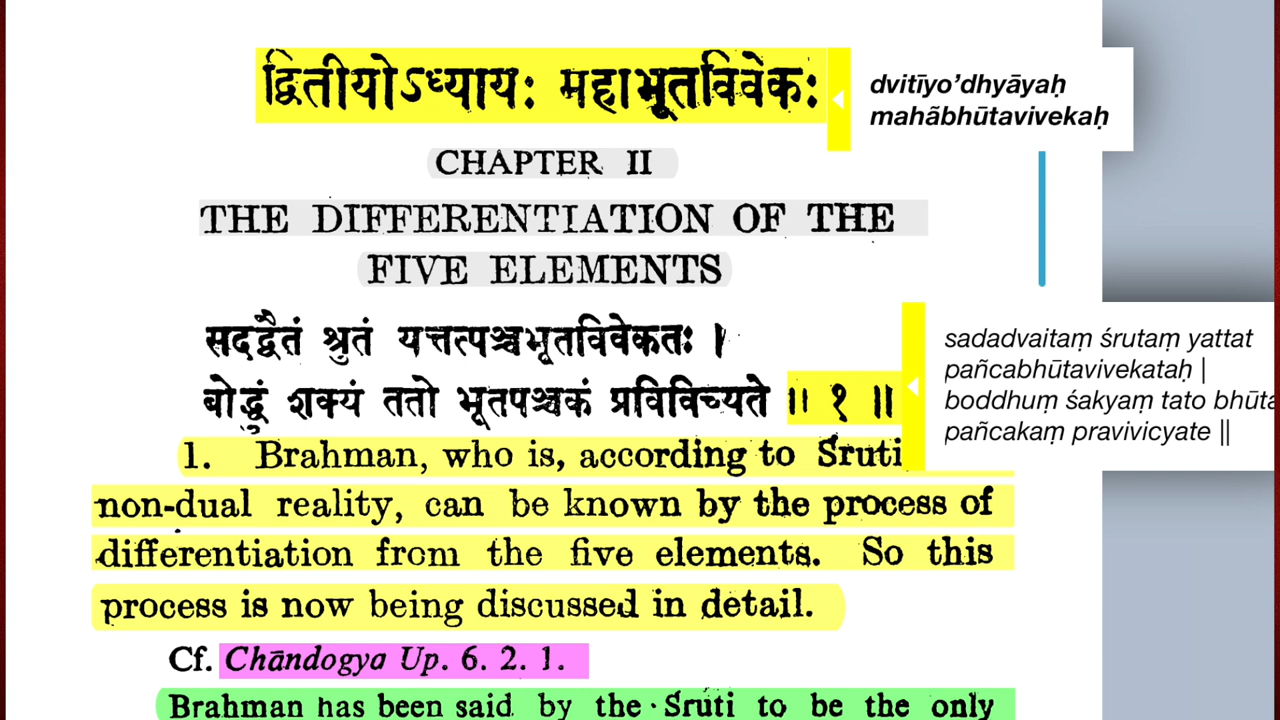 द्वितीयोऽध्यायः महाभूतविवेकः
dvitīyo’dhyāyaḥ
mahãbhūtavivekaḥ
CHAPTER II
THE DIFFERENTIATION OF THE
FIVE ELEMENTS
सदद्वैतं श्रुतं यत्तत्पञ्चभूतविवेकतः ।
बोद्धुं शक्यं ततो भूतपञ्चकं प्रविविच्यते ॥ १ ॥
sadadvaitaṃ śrutaṃ yattat
pañcabhūtavivekataḥ |
boddhuṃ śakyaṃ tato bhūta
pañcakaṃ pravivicyate ||
1. Brahman, who is, according to Śruti
non-dual reality, can be known by the process of
differentiation from the five elements. So this
process is now being discussed in detail.
Cf. Chāndogya Up. 6. 2. 1.
Brahman has been said by the Śruti to be the only